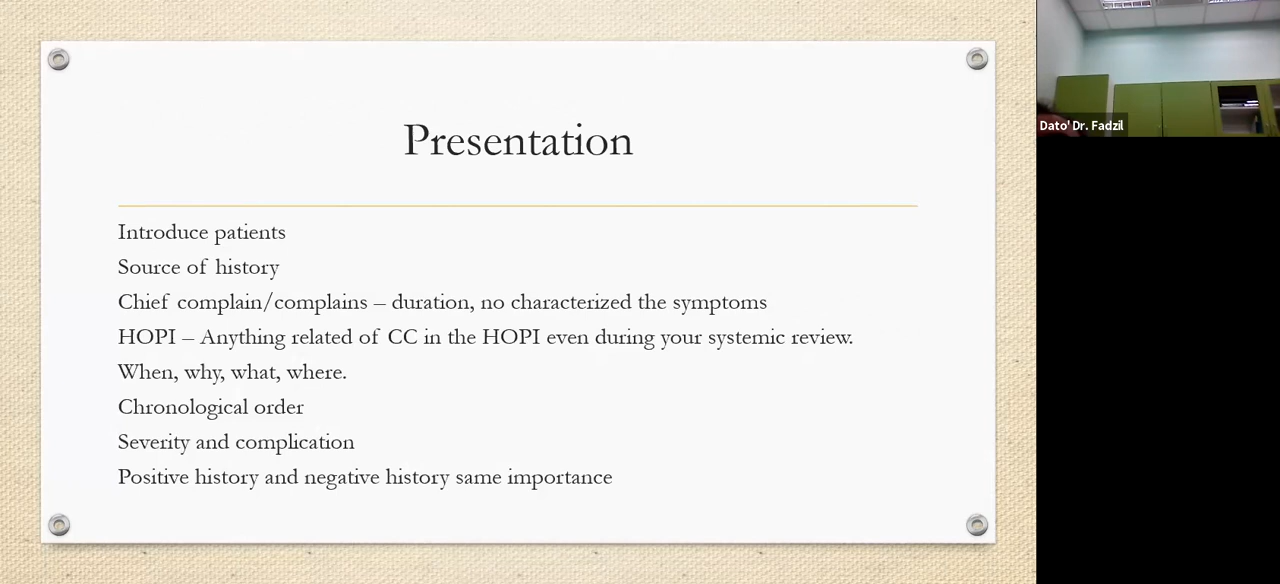 Presentation
Introduce patients
Source of history
Chief complain/complains – duration, no characterized the symptoms
HOPI – Anything related of CC in the HOPI even during your systemic review.
When, why, what, where.
Chronological order
Severity and complication
Positive history and negative history same importance
Dato' Dr. Fadzil